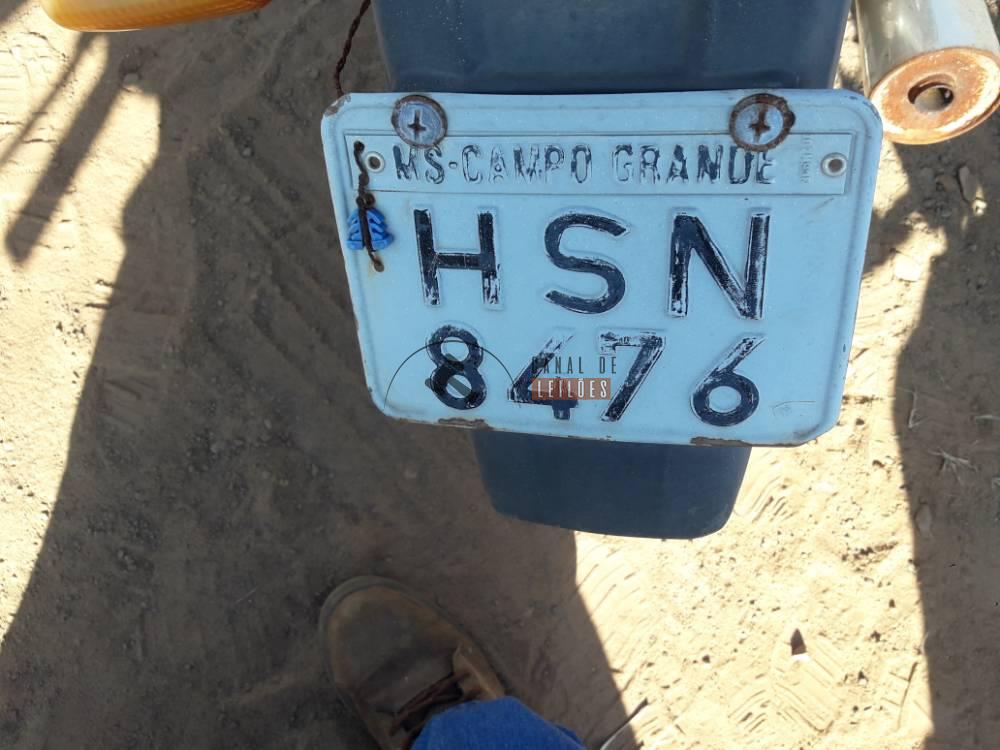 MS-CAMPO GRANDE
HSN
8476
CANAL DE
LEILÕES